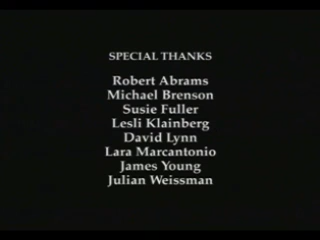 SPECIAL THANKS
Robert Abrams
Michael Brenson
Susie Fuller
Lesli Klainberg
David Lynn
Lara Marcantonio
James Young
Julian Weissman